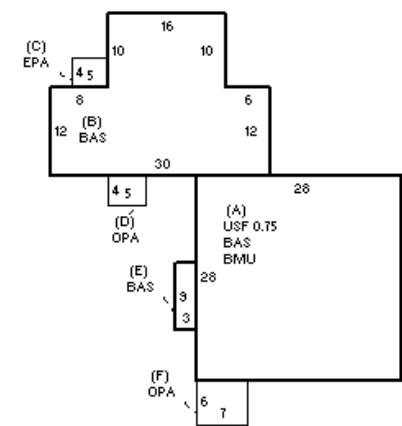 16
(C)
EPA
10
10
4 5
8
6
(B)
BAS
12
12
30
28
4 5
(D)
OPA
(A)
USF 0.75
BAS
BMU
(E)
BAS
28
9
3
(F)
OPA
6
7